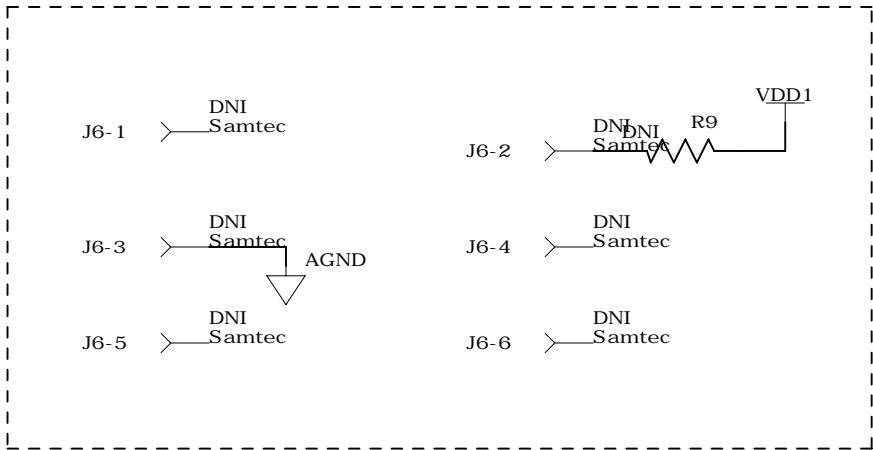 DNI
Samtec
J6-1
VDD1
R9
DNI
DNI
Samtec
J6-2
DNI
Samtec
J6-3
AGND
DNI
Samtec
J6-4
DNI
Samtec
J6-5
DNI
Samtec
J6-6